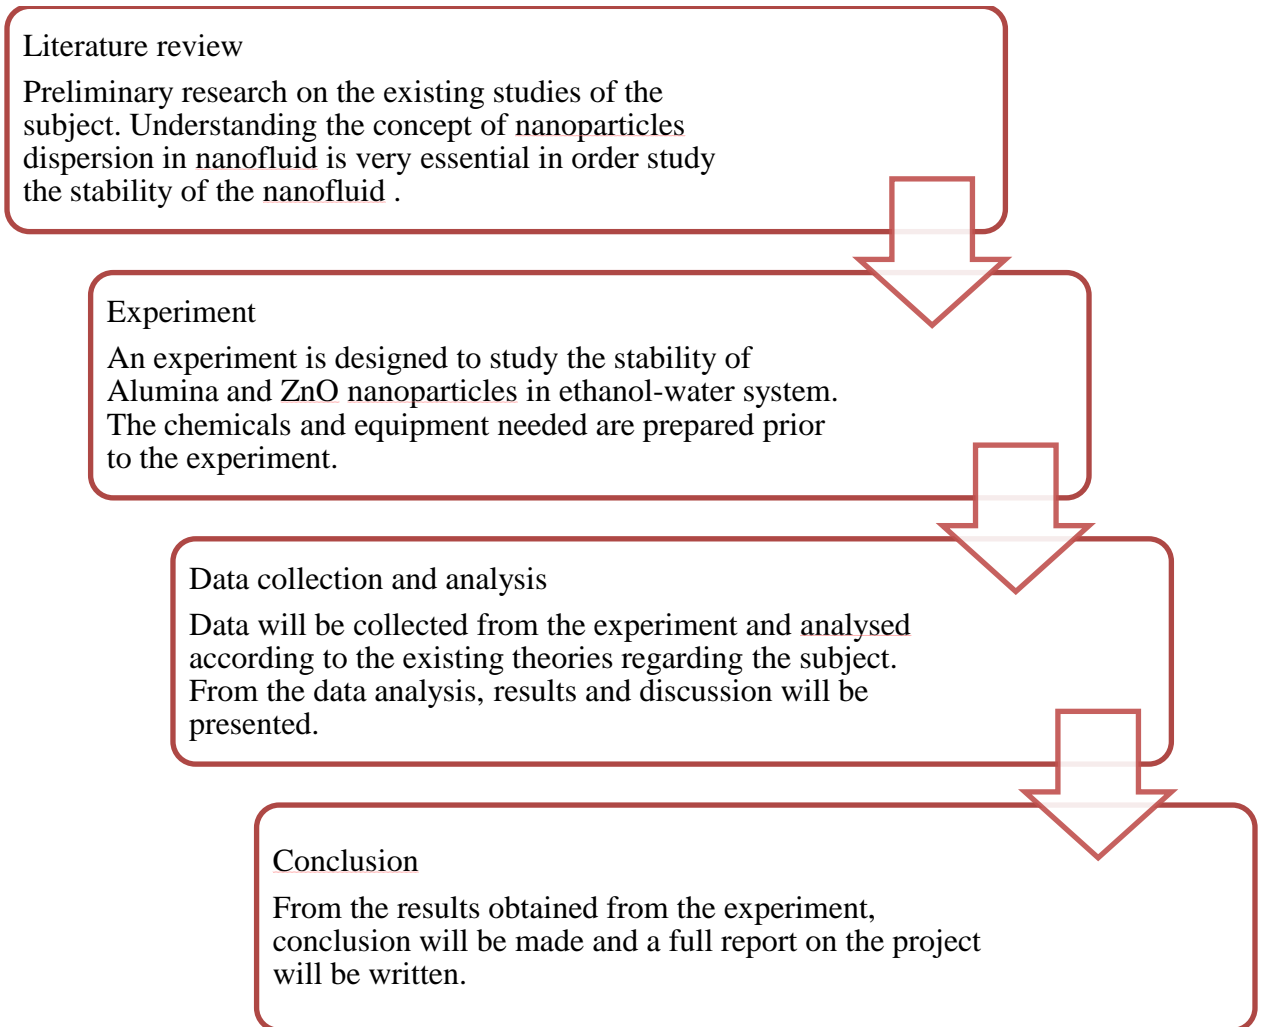 Literature review
Preliminary research on the existing studies of the
subject. Understanding the concept of nanoparticles
dispersion in nanofluid is very essential in order study
the stability of the nanofluid .
Experiment
An experiment is designed to study the stability of
Alumina and ZnO nanoparticles in ethanol-water system.
The chemicals and equipment needed are prepared prior
to the experiment.
Data collection and analysis
Data will be collected from the experiment and analysed
according to the existing theories regarding the subject.
From the data analysis, results and discussion will be
presented.
Conclusion
From the results obtained from the experiment,
conclusion will be made and a full report on the project
will be written.